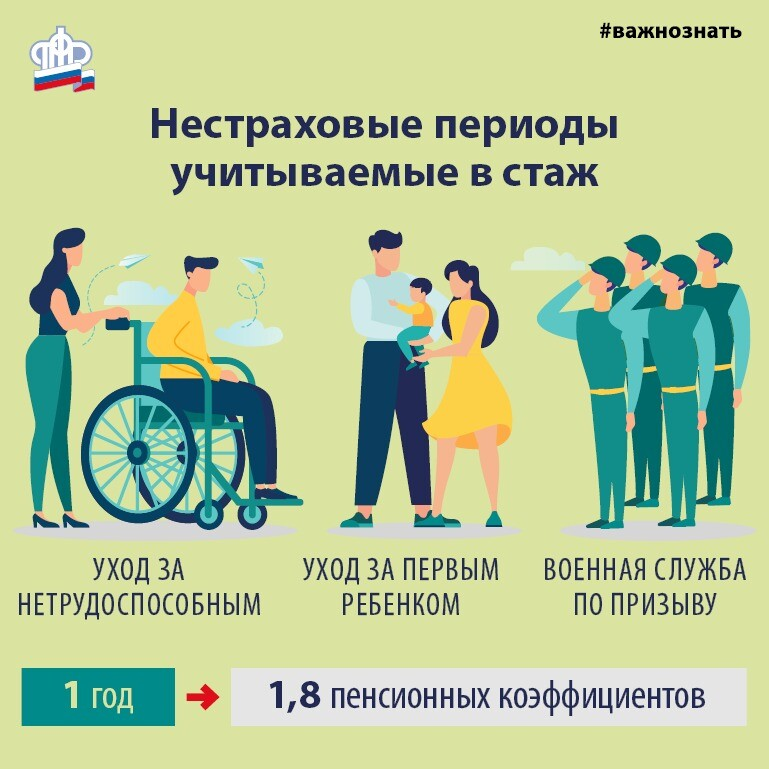 #важнознать
Нестраховые периоды
учитываемые в стаж
УХОД ЗА
НЕТРУДОСПОСОБНЫМ
УХОД ЗА ПЕРВЫМ
РЕБЕНКОМ
ВОЕННАЯ СЛУЖБА
ПО ПРИЗЫВУ
1 год
1,8 пенсионных коэффициентов